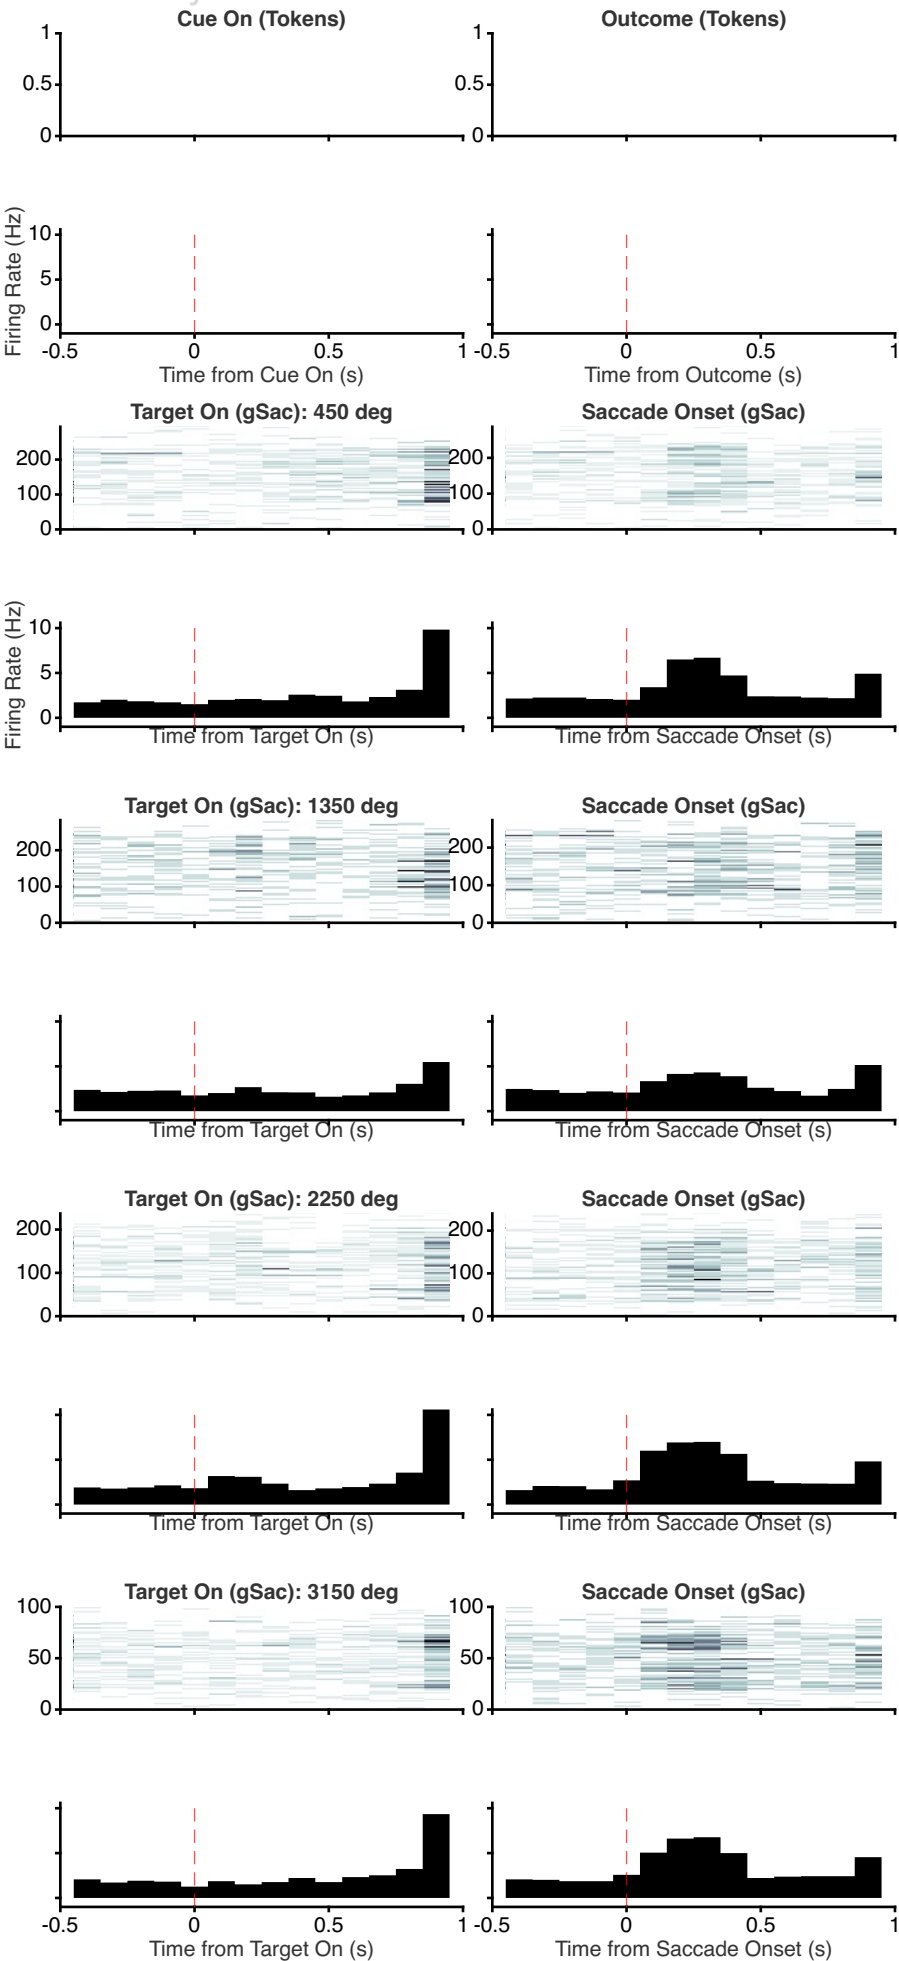 Cue On (Tokens) Outcome (Tokens)
1 1
0.5 0.5
0 0
Firing Rate (Hz)
10
5
0
-0.5 0 0.5 1 -0.5 0 0.5 1
Time from Cue On (s) Time from Outcome (s)
Target On (gSac): 450 deg Saccade Onset (gSac)
200 200
100 100
0 0
Firing Rate (Hz)
10
5
0
Time from Target On (s) Time from Saccade Onset (s)
Target On (gSac): 1350 deg Saccade Onset (gSac)
200 200
100 100
0 0
Time from Target On (s) Time from Saccade Onset (s)
Target On (gSac): 2250 deg Saccade Onset (gSac)
200 200
100 100
0 0
Time from Target On (s) Time from Saccade Onset (s)
Target On (gSac): 3150 deg Saccade Onset (gSac)
100 100
50 50
0 0
-0.5 0 0.5 1 -0.5 0 0.5 1
Time from Target On (s) Time from Saccade Onset (s)